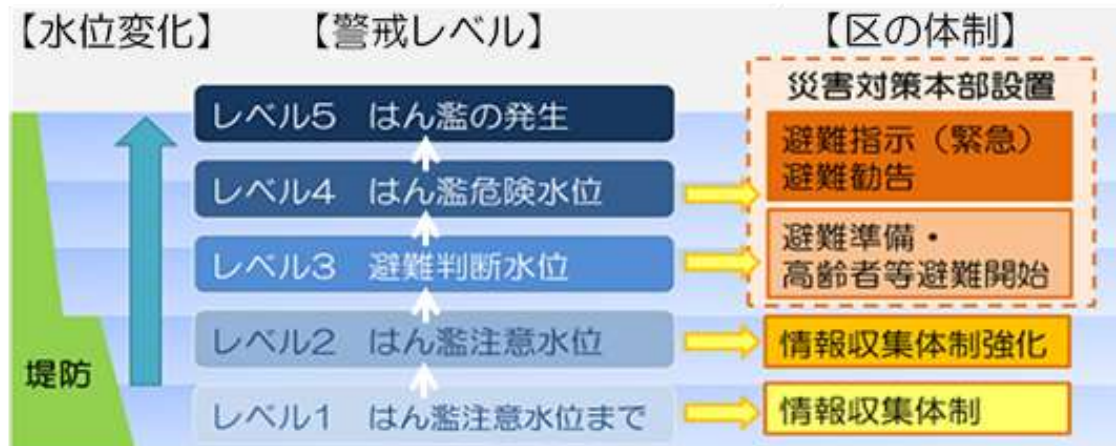 【水位変化】 【警戒レベル】 【区の体制】
災害対策本部設置
レベル5 はん濫の発生
避難指示（緊急）
避難勧告
レベル4 はん濫危険水位
避難準備・
高齢者等避難開始
レベル3 避難判断水位
レベル2 はん濫注意水位
情報収集体制強化
堤防
レベル1 はん濫注意水位まで
情報収集体制